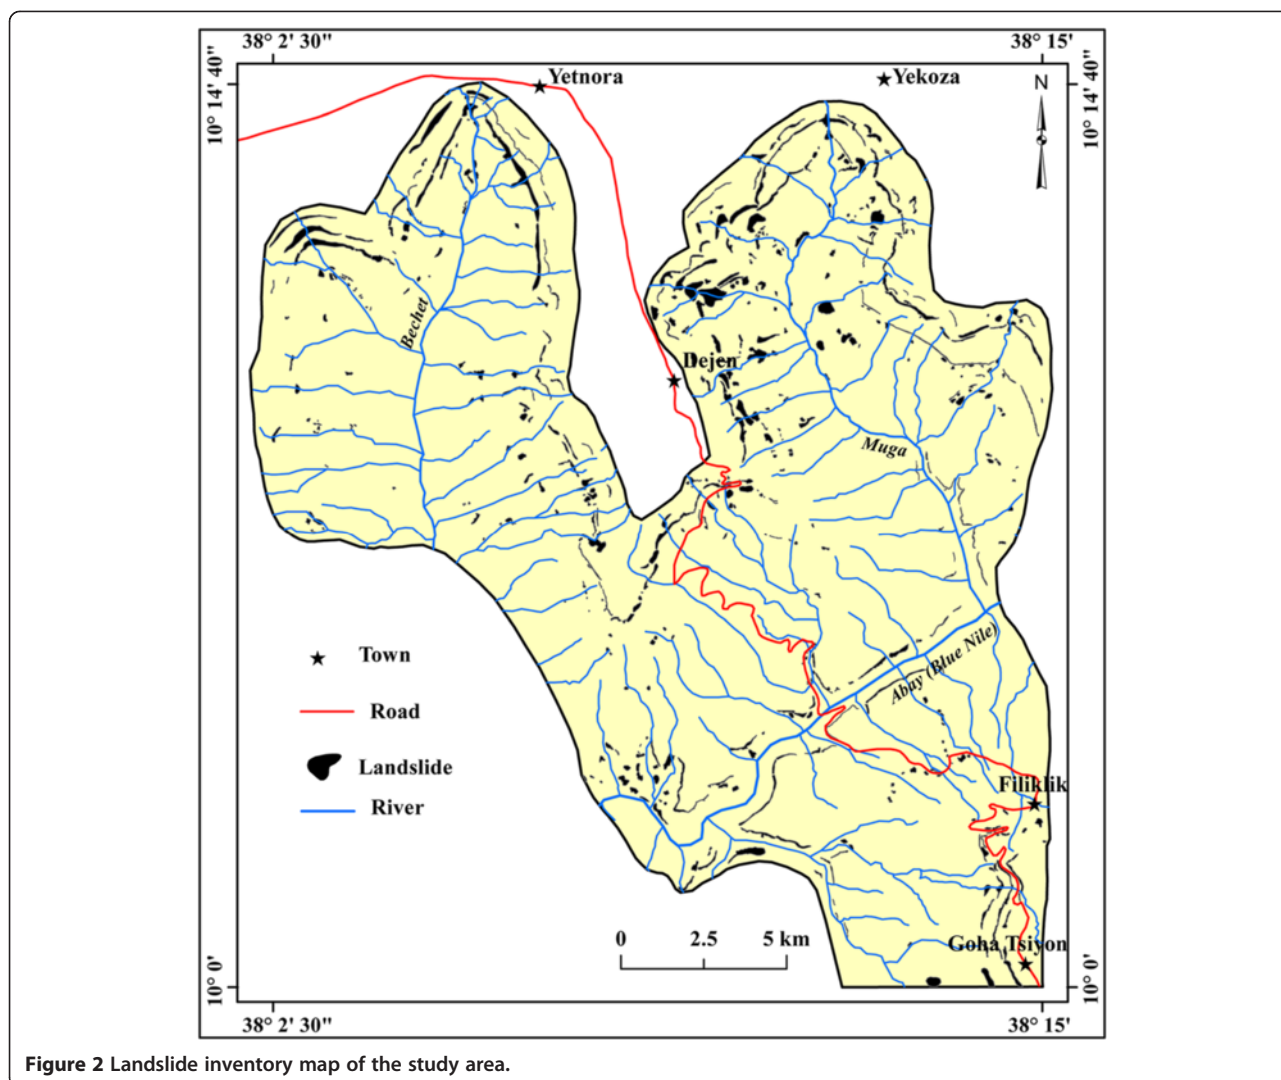 38° 2' 30"
38° 15'
10° 14' 40"
10° 14' 40"
Yetnora
Yekoza
N
Bechet
Dejen
Muga
Abay (Blue Nile)
Town
Road
Landslide
River
Filiklik
0 2.5 5 km
Goha Tsiyon
10° 0'
10° 0'
38° 2' 30"
38° 15'
Figure 2 Landslide inventory map of the study area.